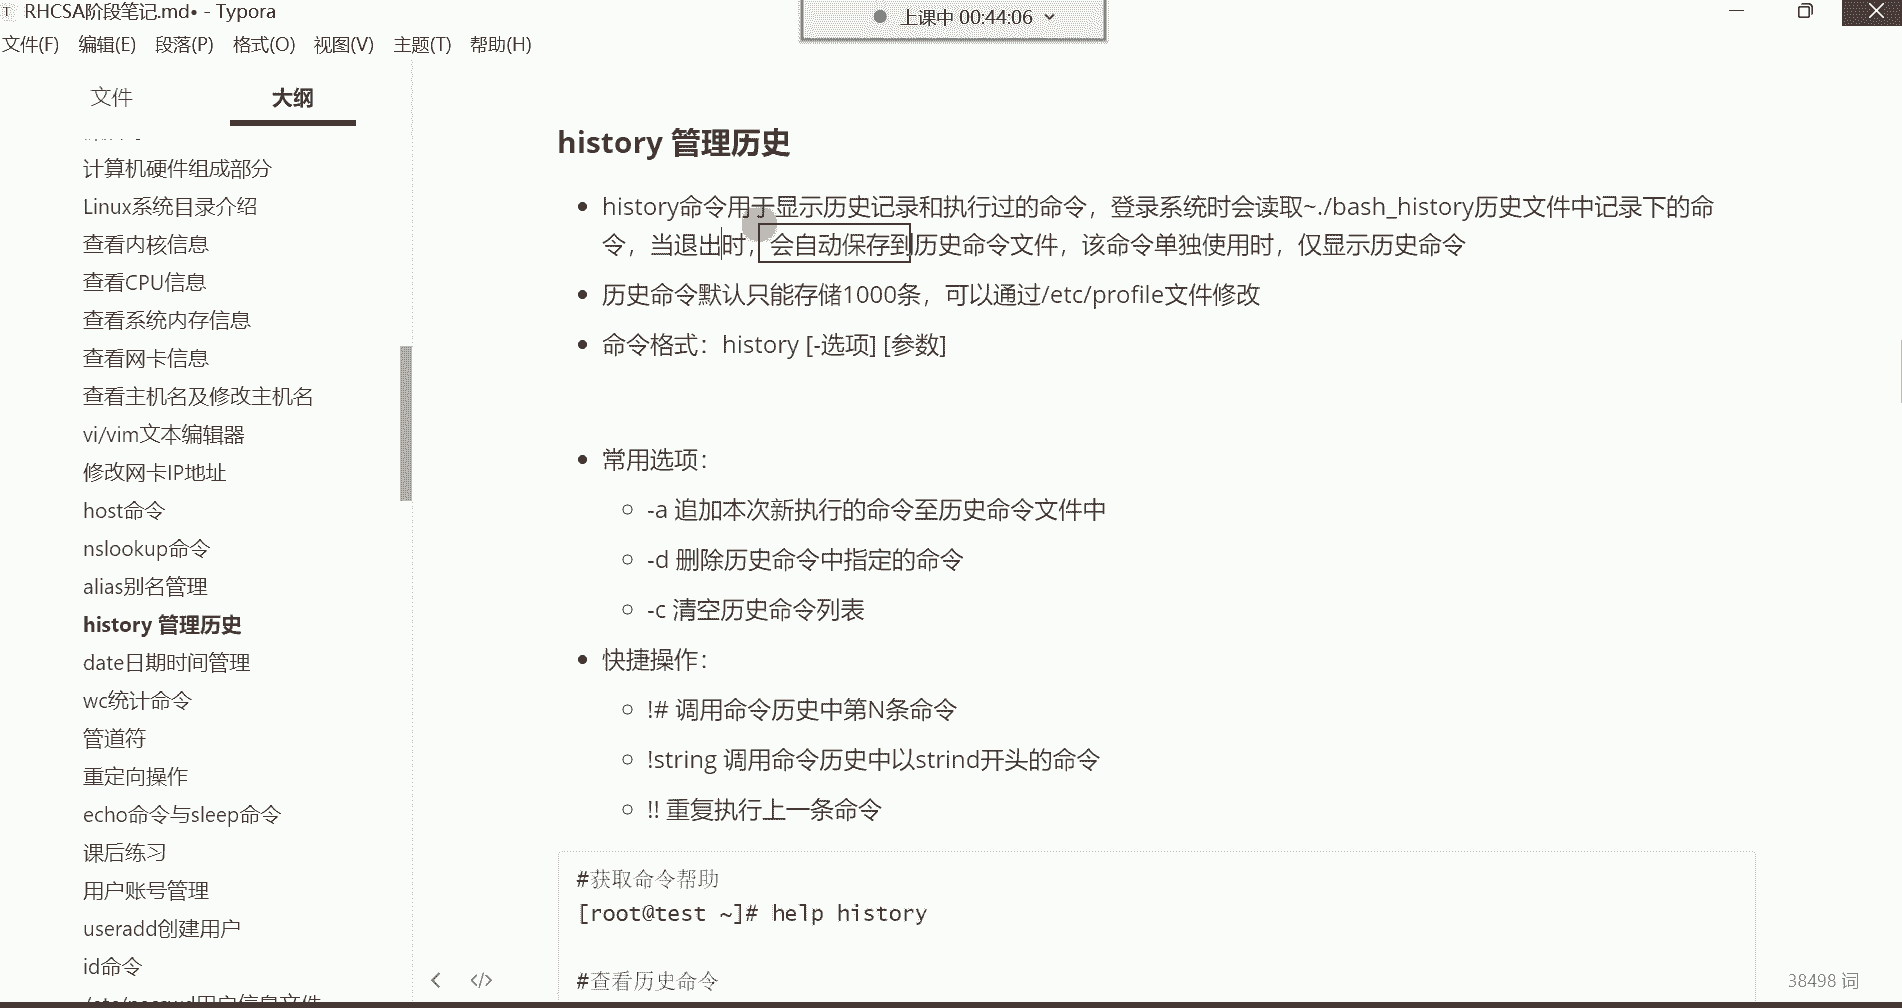 RHCSA阶段笔记.md• - Typora
上课中 00:44:06
文件(F) 编辑(E) 段落(P) 格式(O) 视图(V) 主题(T) 帮助(H)
文件 大纲
计算机硬件组成部分
Linux系统目录介绍
查看内核信息
查看CPU信息
查看系统内存信息
查看网卡信息
查看主机名及修改主机名
vi/vim文本编辑器
修改网卡IP地址
host命令
nslookup命令
alias别名管理
history 管理历史
date日期时间管理
wc统计命令
管道符
重定向操作
echo命令与sleep命令
课后练习
用户账号管理
useradd创建用户
id命令
/etc/passwd用户信息文件
history 管理历史
history命令用于显示历史记录和执行过的命令，登录系统时会读取~./bash_history历史文件中记录下的命
令，当退出时，会自动保存到历史命令文件，该命令单独使用时，仅显示历史命令
历史命令默认只能存储1000条，可以通过/etc/profile文件修改
命令格式：history [-选项] [参数]
常用选项：
-a 追加本次新执行的命令至历史命令文件中
-d 删除历史命令中指定的命令
-c 清空历史命令列表
快捷操作：
!# 调用命令历史中第N条命令
!string 调用命令历史中以strind开头的命令
!! 重复执行上一条命令
#获取命令帮助
[root@test ~]# help history
#查看历史命令
38498 词